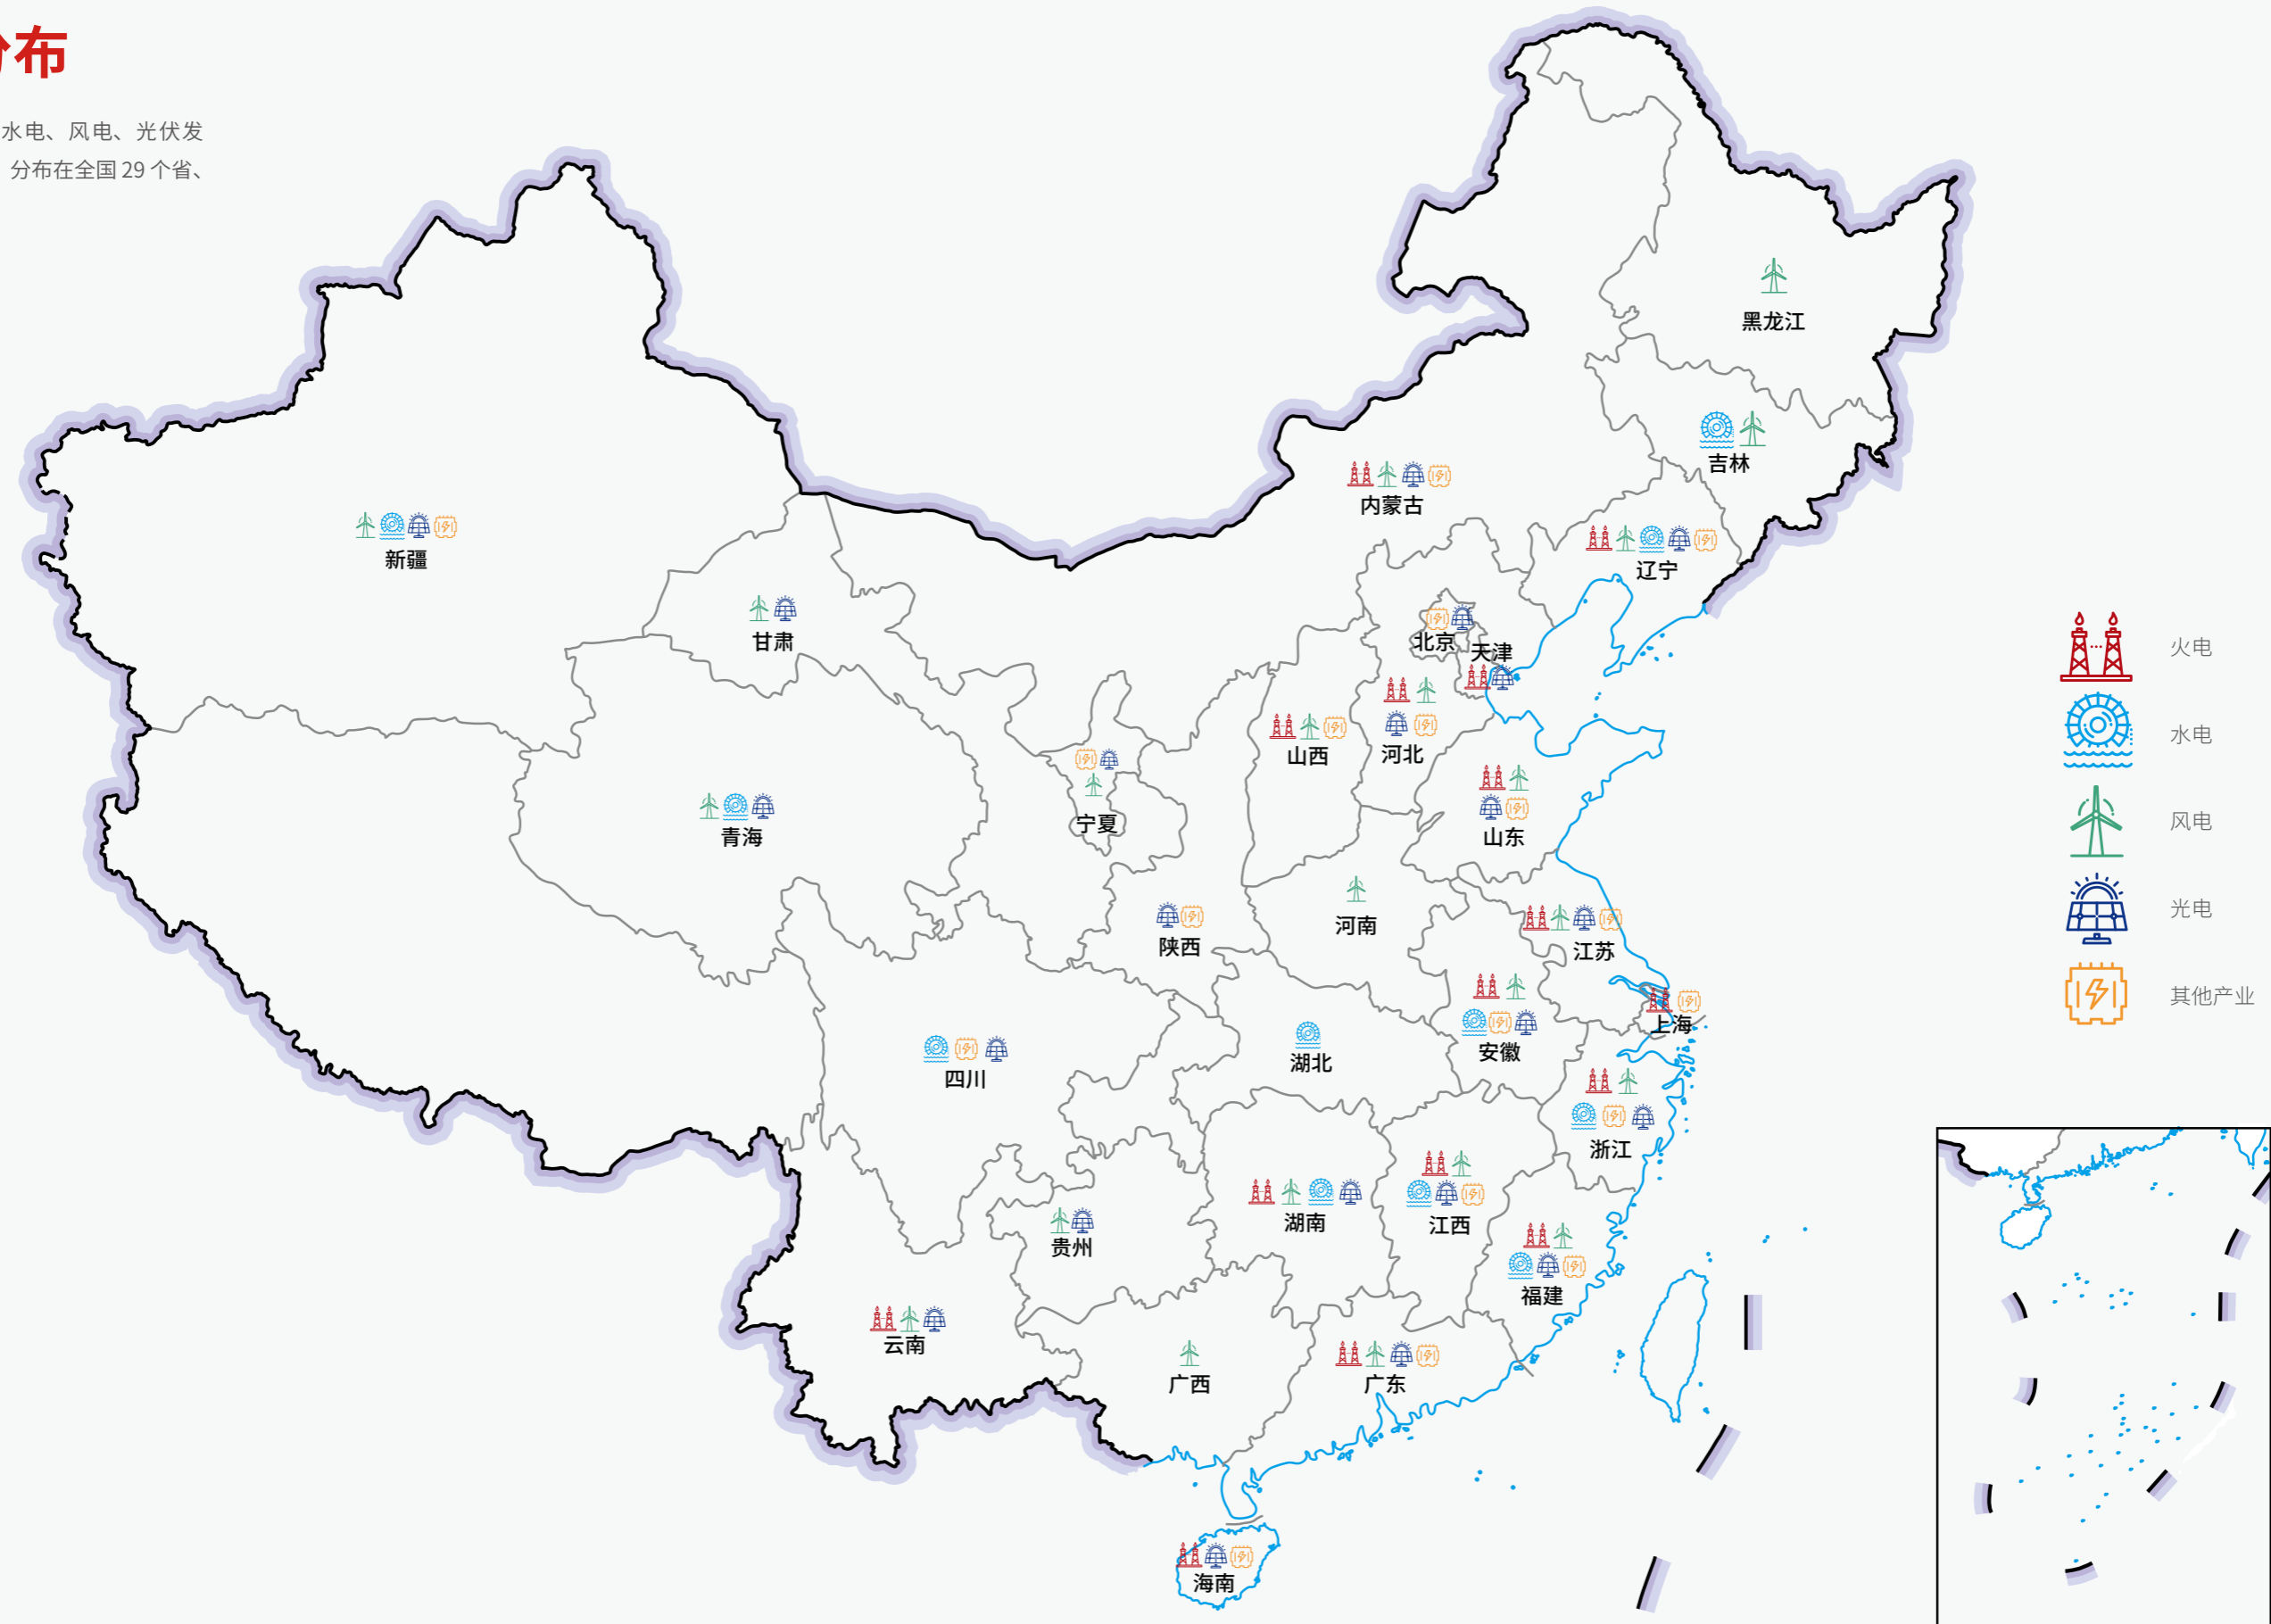 布
水电、风电、光伏发
分布在全国 29 个省、
黑龙江
吉林
内蒙古
辽宁
新疆
甘肃
北京
天津
山西
河北
青海
宁夏
山东
陕西
河南
江苏
上海
安徽
湖北
四川
浙江
湖南
江西
贵州
福建
云南
广西
广东
海南
火电
水电
风电
光电
其他产业